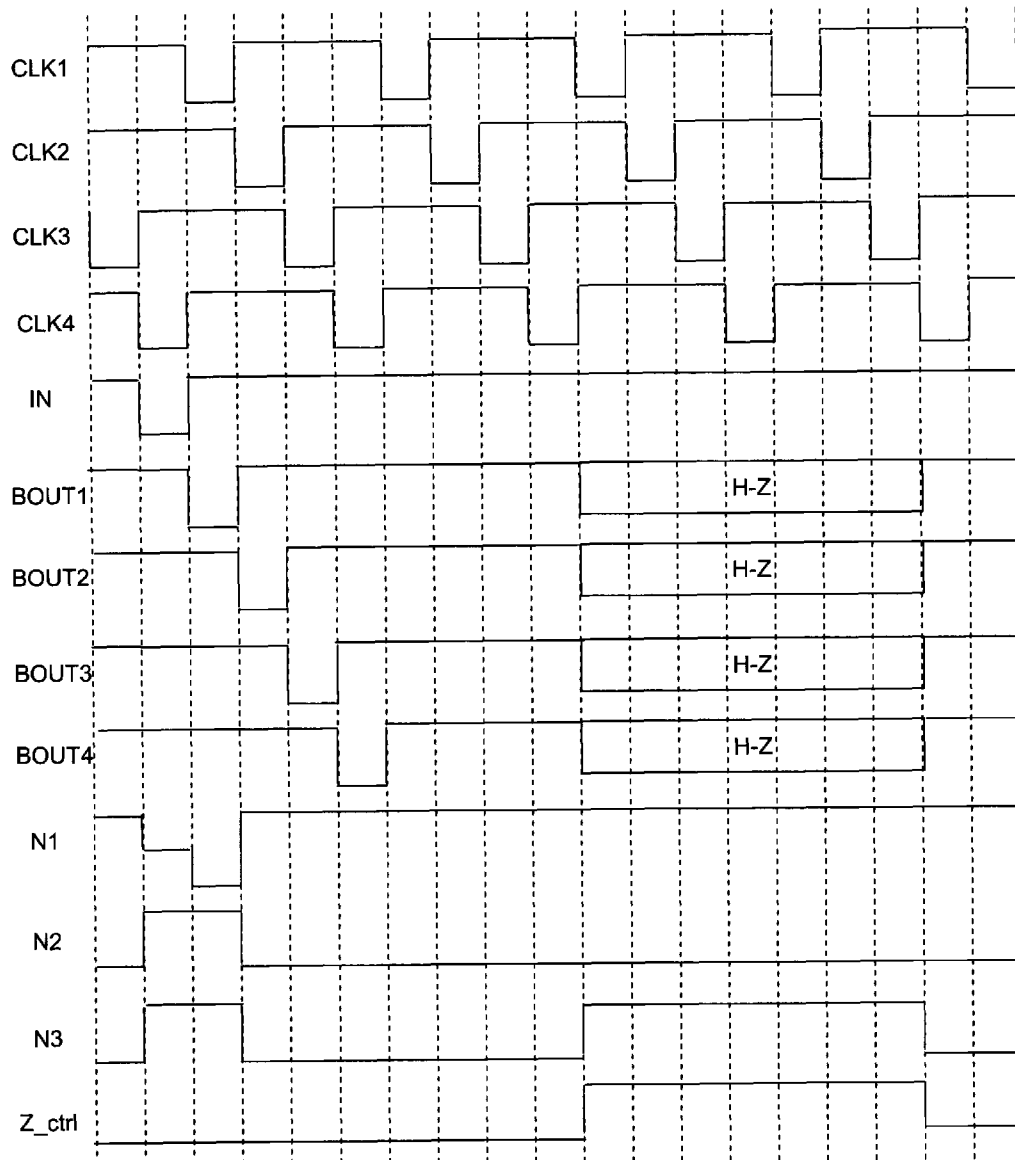 CLK1
CLK2
CLK3
CLK4
IN
BOUT1
H-Z
BOUT2
H-Z
BOUT3
H-Z
BOUT4
H-Z
N1
N2
N3
Z_ctrl